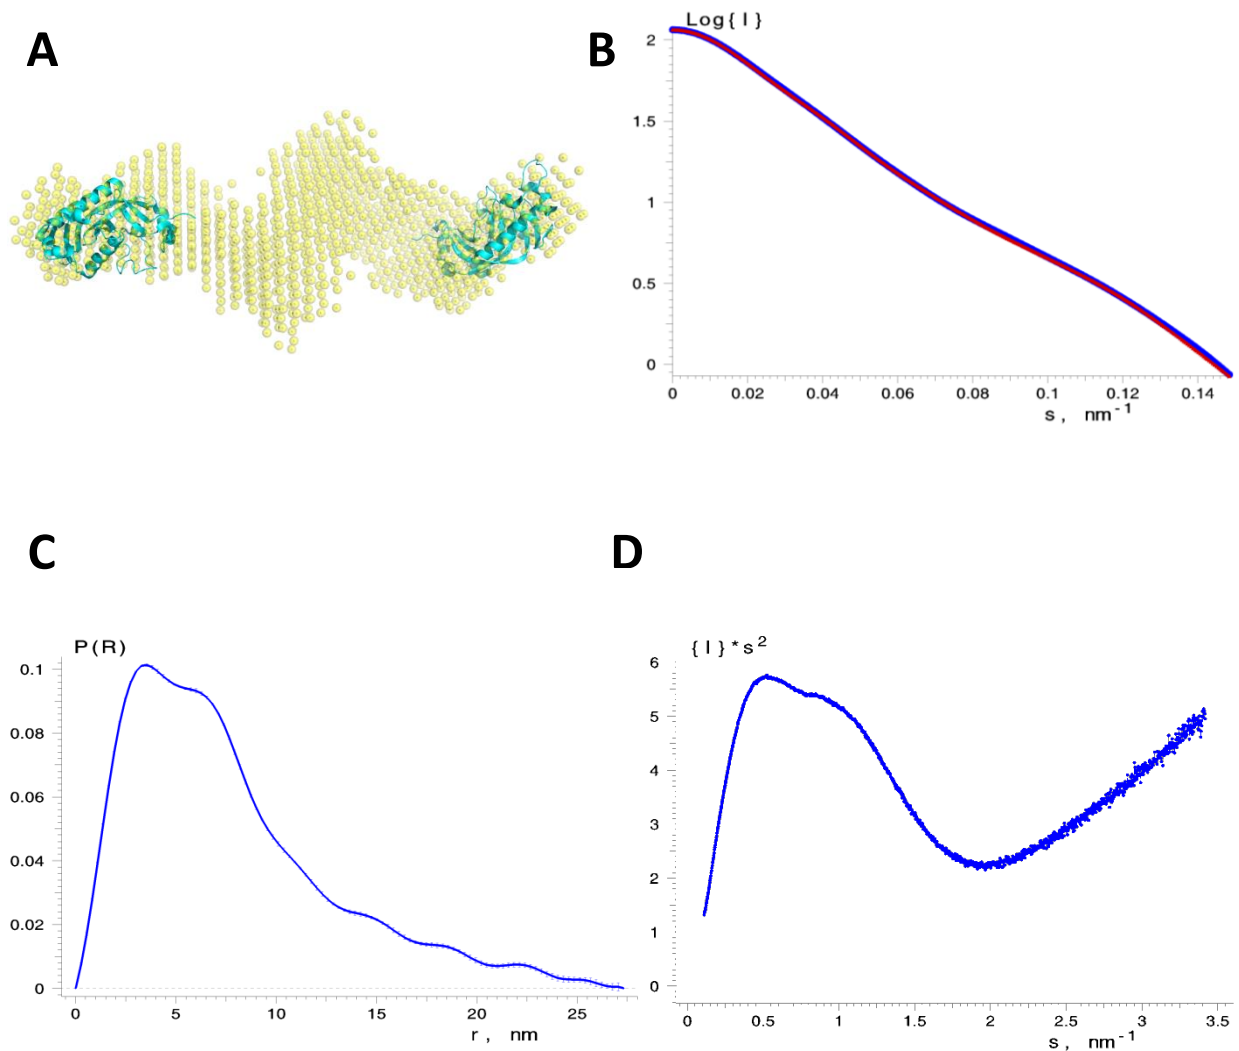 A
B
Log{I}
2
1.5
1
0.5
0
0 0.02 0.04 0.06 0.08 0.1 0.12 0.14
s, nm⁻¹
C
D
P(R)
0.1
0.08
0.06
0.04
0.02
0
0 5 10 15 20 25
r, nm
{I}*s²
6
5
4
3
2
1
0
0 0.5 1 1.5 2 2.5 3 3.5
s, nm⁻¹